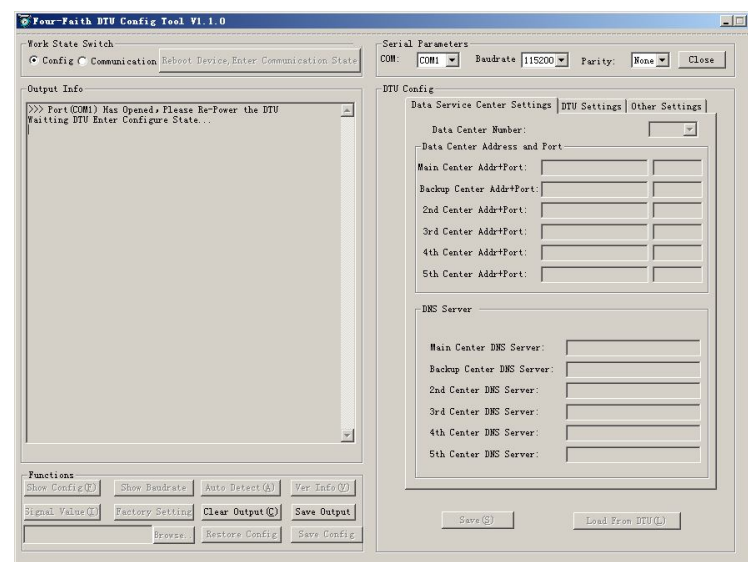 Four-Faith DTU Config Tool V1.1.0
Work State Switch
Config Communication Reboot Device,Enter Communication State
Serial Parameters
COM: COM1 Baudrate 115200 Parity: None Close
Output Info
>>> Port(COM1) Has Opened, Please Re-Power the DTU
Waitting DTU Enter Configure State...
DTU Config
Data Service Center Settings DTU Settings Other Settings
Data Center Number:
Data Center Address and Port
Main Center Addr+Port:
Backup Center Addr+Port:
2nd Center Addr+Port:
3rd Center Addr+Port:
4th Center Addr+Port:
5th Center Addr+Port:
DNS Server
Main Center DNS Server:
Backup Center DNS Server:
2nd Center DNS Server:
3rd Center DNS Server:
4th Center DNS Server:
5th Center DNS Server:
Functions
Show Config(F) Show Baudrate Auto Detect(A) Ver Info(V)
Signal Value(I) Factory Setting Clear Output(C) Save Output
Browse.. Restore Config Save Config
Save(S) Load From DTU(L)